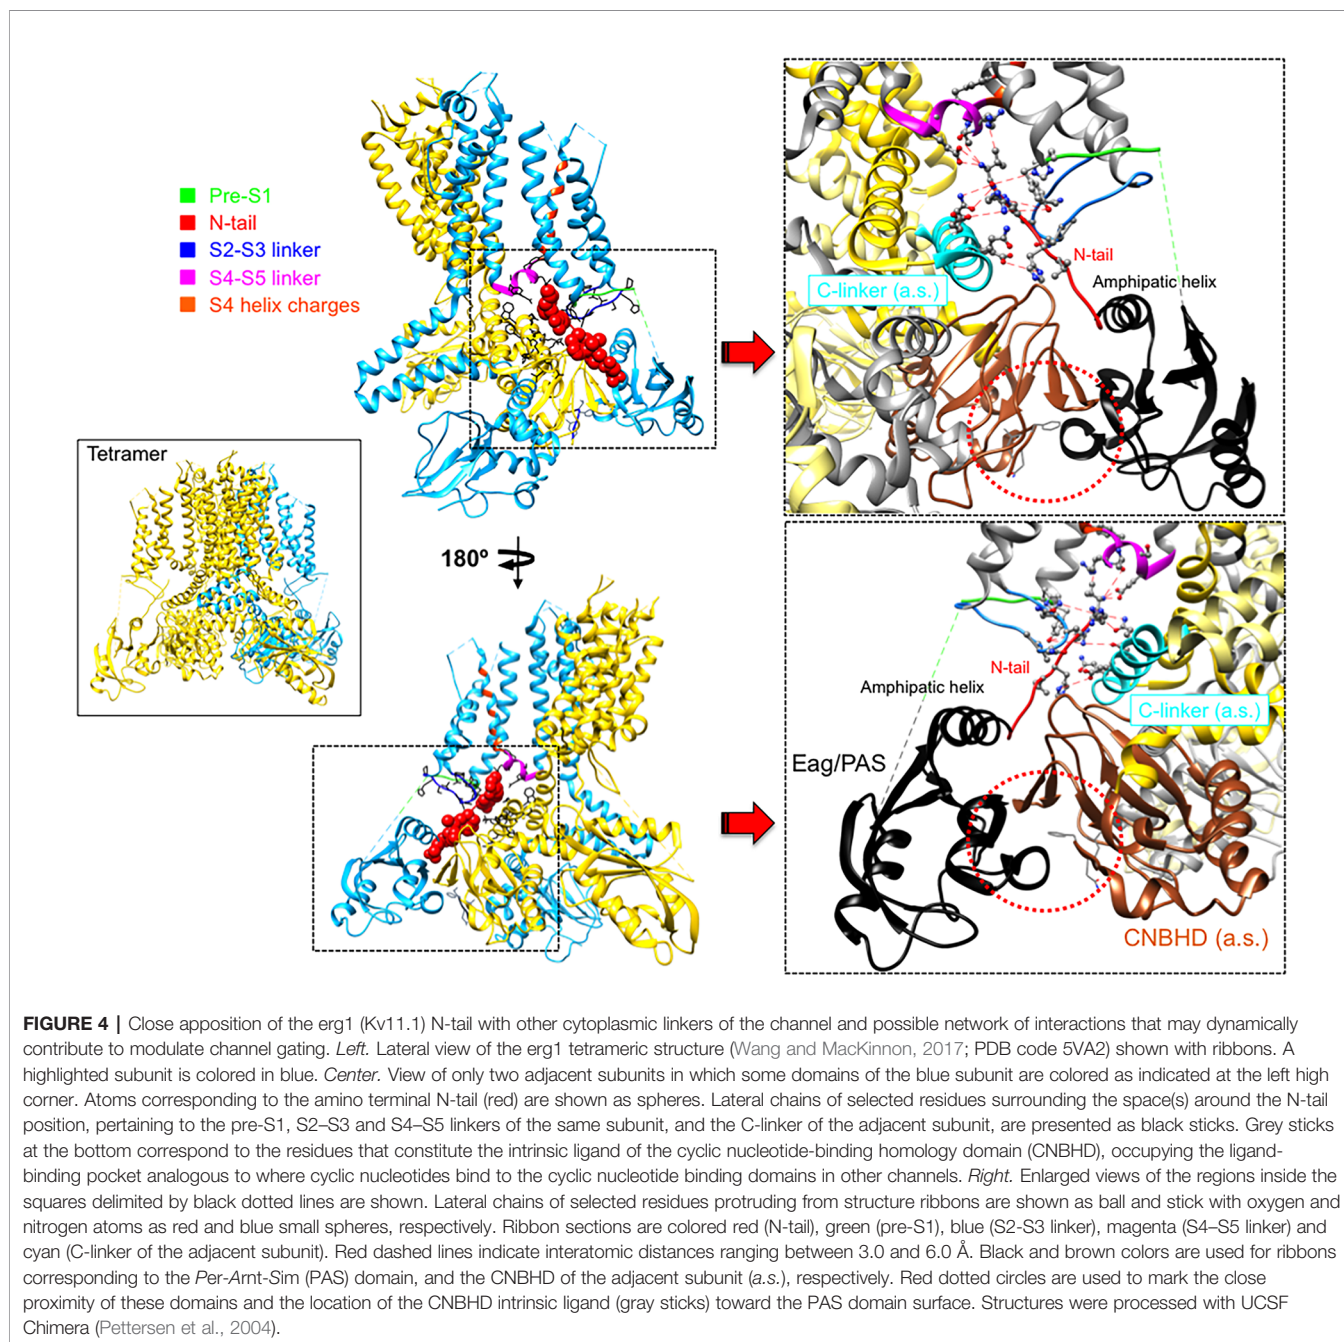 Pre-S1
N-tail
S2-S3 linker
S4-S5 linker
S4 helix charges
Tetramer
180º
N-tail
Amphipatic helix
C-linker (a.s.)
N-tail
Amphipatic helix
C-linker (a.s.)
Eag/PAS
CNBHD (a.s.)
FIGURE 4 | Close apposition of the erg1 (Kv11.1) N-tail with other cytoplasmic linkers of the channel and possible network of interactions that may dynamically
contribute to modulate channel gating. Left. Lateral view of the erg1 tetrameric structure (Wang and MacKinnon, 2017; PDB code 5VA2) shown with ribbons. A
highlighted subunit is colored in blue. Center. View of only two adjacent subunits in which some domains of the blue subunit are colored as indicated at the left high
corner. Atoms corresponding to the amino terminal N-tail (red) are shown as spheres. Lateral chains of selected residues surrounding the space(s) around the N-tail
position, pertaining to the pre-S1, S2–S3 and S4–S5 linkers of the same subunit, and the C-linker of the adjacent subunit, are presented as black sticks. Grey sticks
at the bottom correspond to the residues that constitute the intrinsic ligand of the cyclic nucleotide-binding homology domain (CNBHD), occupying the ligand-
binding pocket analogous to where cyclic nucleotides bind to the cyclic nucleotide binding domains in other channels. Right. Enlarged views of the regions inside the
squares delimited by black dotted lines are shown. Lateral chains of selected residues protruding from structure ribbons are shown as ball and stick with oxygen and
nitrogen atoms as red and blue small spheres, respectively. Ribbon sections are colored red (N-tail), green (pre-S1), blue (S2-S3 linker), magenta (S4–S5 linker) and
cyan (C-linker of the adjacent subunit). Red dashed lines indicate interatomic distances ranging between 3.0 and 6.0 Å. Black and brown colors are used for ribbons
corresponding to the Per-Arnt-Sim (PAS) domain, and the CNBHD of the adjacent subunit (a.s.), respectively. Red dotted circles are used to mark the close
proximity of these domains and the location of the CNBHD intrinsic ligand (gray sticks) toward the PAS domain surface. Structures were processed with UCSF
Chimera (Pettersen et al., 2004).